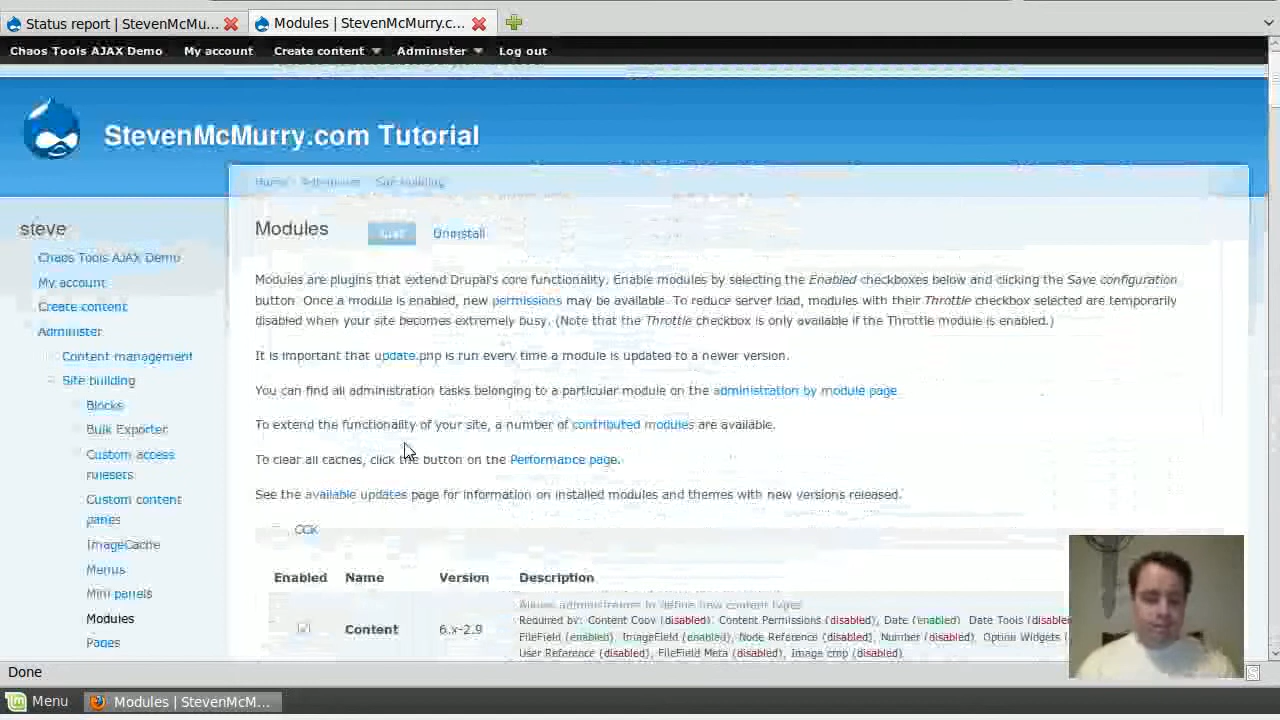 Status report | StevenMcMu...
Modules | StevenMcMurry.c...
Chaos Tools AJAX Demo My account Create content Administer Log out
StevenMcMurry.com Tutorial
Home Administer Site building
steve
Chaos Tools AJAX Demo
My account
Create content
Administer
Content management
Site building
Blocks
Bulk Exporter
Custom access
rulesets
Custom content
panes
ImageCache
Menus
Mini panels
Modules
Pages
Modules List Uninstall
Modules are plugins that extend Drupal's core functionality. Enable modules by selecting the Enabled checkboxes below and clicking the Save configuration
button. Once a module is enabled, new permissions may be available. To reduce server load, modules with their Throttle checkbox selected are temporarily
disabled when your site becomes extremely busy. (Note that the Throttle checkbox is only available if the Throttle module is enabled.)
It is important that update.php is run every time a module is updated to a newer version.
You can find all administration tasks belonging to a particular module on the administration by module page.
To extend the functionality of your site, a number of contributed modules are available.
To clear all caches, click the button on the Performance page.
See the available updates page for information on installed modules and themes with new versions released.
CCK
Enabled Name Version Description
Content 6.x-2.9
Allows administrators to define new content types.
Required by: Content Copy (disabled), Content Permissions (disabled), Date (enabled), Date Tools (disabled
FileField (enabled), ImageField (enabled), Node Reference (disabled), Number (disabled), Option Widgets (
User Reference (disabled), FileField Meta (disabled), Image crop (disabled)
Done
Menu Modules | StevenMcM...